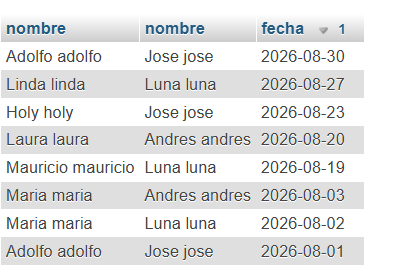 nombre nombre fecha 1
Adolfo adolfo Jose jose 2026-08-30
Linda linda Luna luna 2026-08-27
Holy holy Jose jose 2026-08-23
Laura laura Andres andres 2026-08-20
Mauricio mauricio Luna luna 2026-08-19
Maria maria Andres andres 2026-08-03
Maria maria Luna luna 2026-08-02
Adolfo adolfo Jose jose 2026-08-01